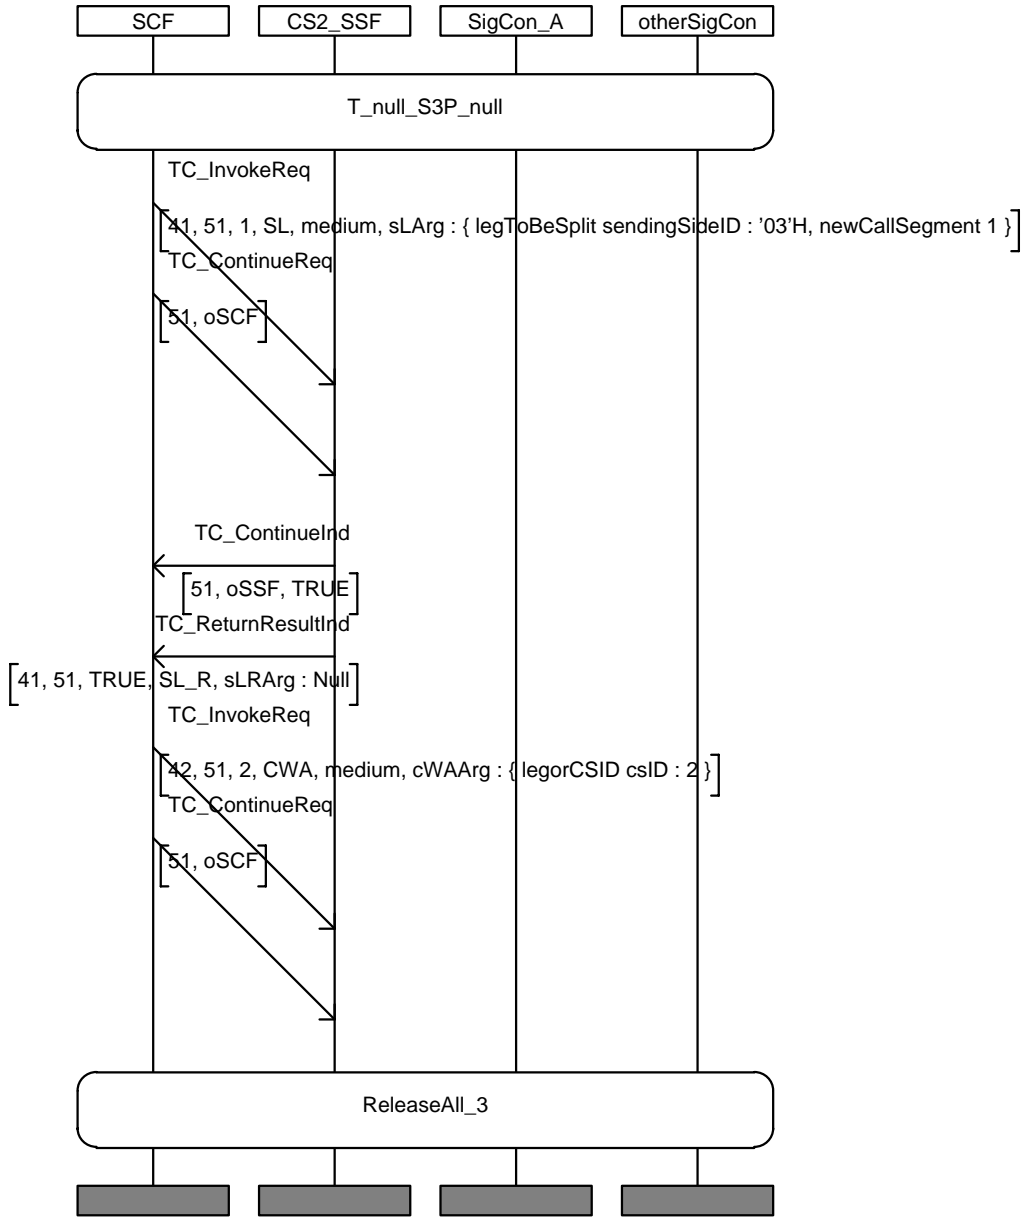 SCF CS2_SSF SigCon_A otherSigCon
T_null_S3P_null
TC_InvokeReq
41, 51, 1, SL, medium, sLArg : { legToBeSplit sendingSideID : '03'H, newCallSegment 1 }
TC_ContinueReq
51, oSCF
TC_ContinueInd
51, oSSF, TRUE
TC_ReturnResultInd
41, 51, TRUE, SL_R, sLRArg : Null
TC_InvokeReq
42, 51, 2, CWA, medium, cWAArg : { legorCSID csID : 2 }
TC_ContinueReq
51, oSCF
ReleaseAll_3